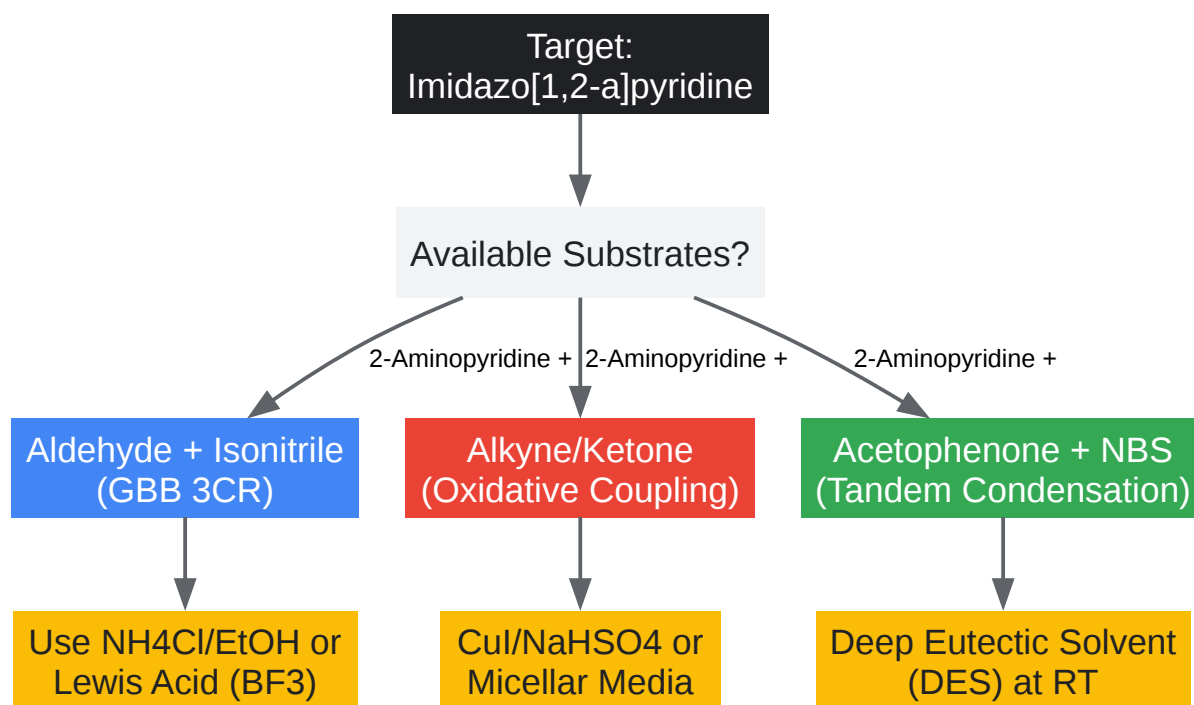 Target:
Imidazo[1,2-a]pyridine
Available Substrates?
2-Aminopyridine +
2-Aminopyridine +
2-Aminopyridine +
Aldehyde + Isonitrile
(GBB 3CR)
Alkyne/Ketone
(Oxidative Coupling)
Acetophenone + NBS
(Tandem Condensation)
Use NH4Cl/EtOH or
Lewis Acid (BF3)
CuI/NaHSO4 or
Micellar Media
Deep Eutectic Solvent
(DES) at RT